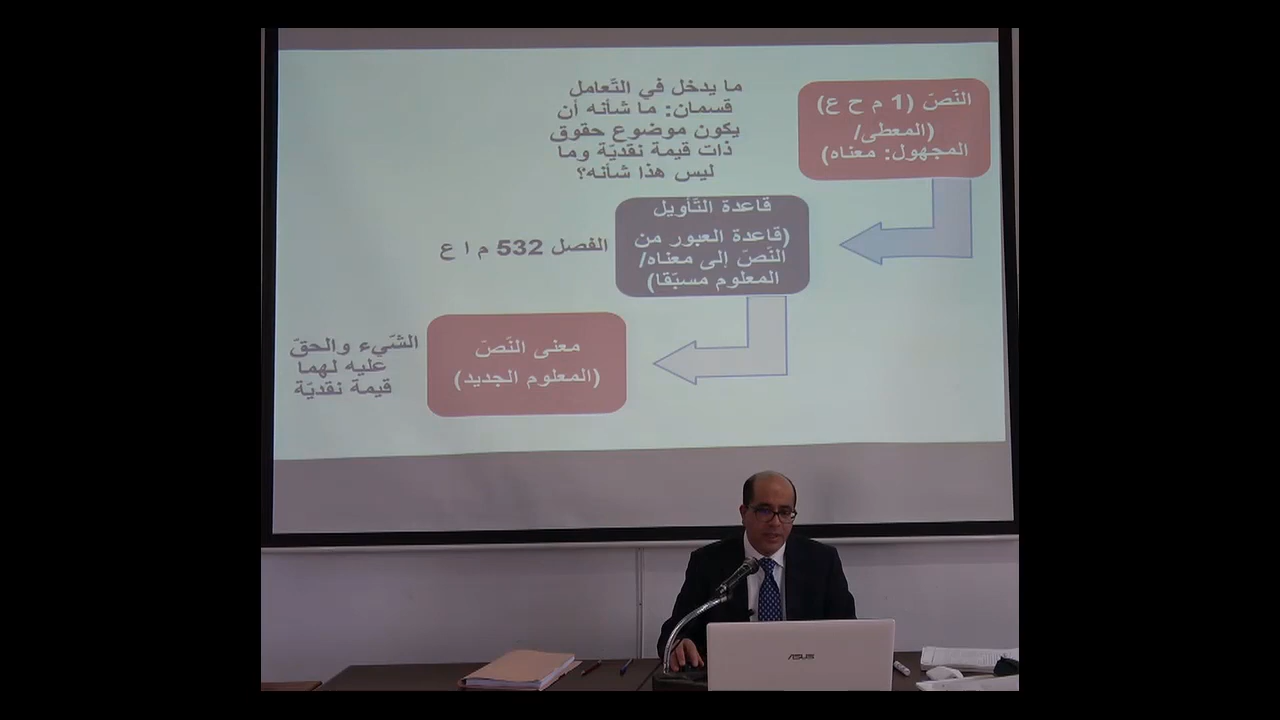 النَصّ (1 م ح ع)
(المعطى/
المجهول: معناه)
ما يدخل في التَّعامل
قسمان: ما شأنه أن
يكون موضوع حقوق
ذات قيمة نقديّة وما
ليس هذا شأنه؟
قاعدة التَّأويل
(قاعدة العبور من
النَصّ إلى معناه/
المعلوم مسبَقا)
الفصل 532 م ا ع
معنى النَصّ
(المعلوم الجديد)
الشَيء والحقّ
عليه لهما
قيمة نقديّة
ASUS